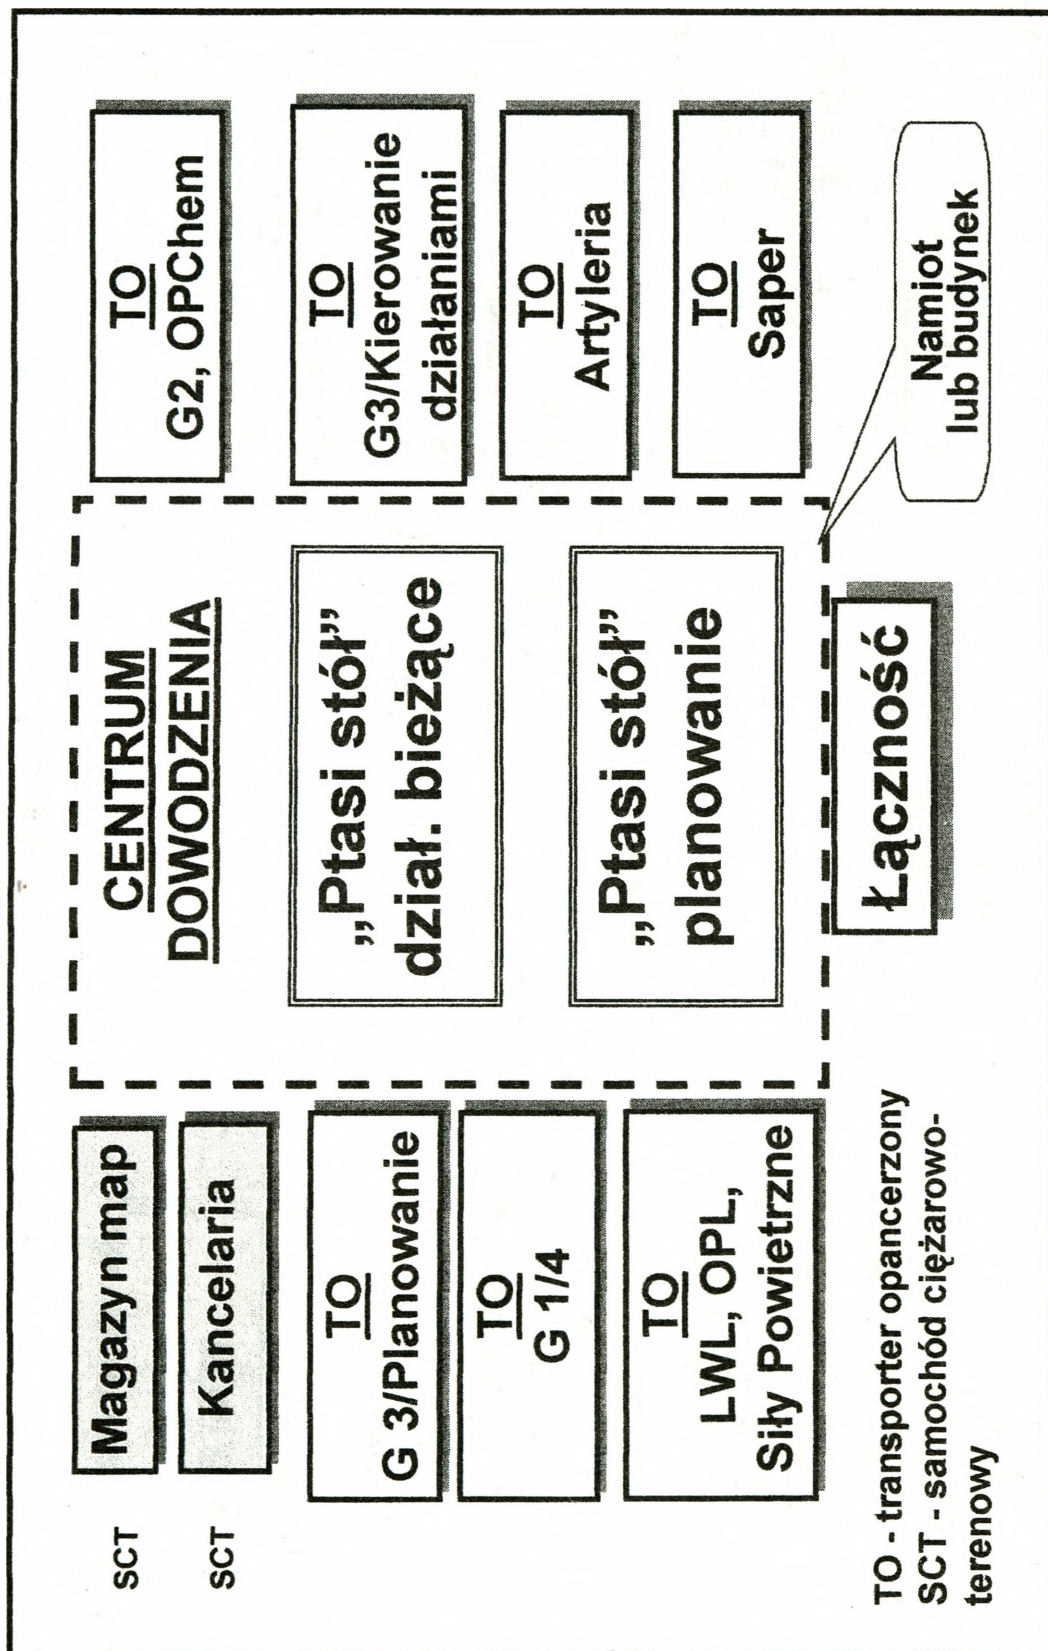 SCT
Magazyn map
SCT
Kancelaria
TO
G 3/Planowanie
TO
G 1/4
TO
LWL, OPL,
Siły Powietrzne
CENTRUM
DOWODZENIA
„Ptasi stół”
dział. bieżące
„Ptasi stół”
planowanie
Łączność
TO
G2, OPChem
TO
G3/Kierowanie
działaniami
TO
Artyleria
TO
Saper
Namiot
lub budynek
TO - transporter opancerzony
SCT - samochód ciężarowo-
terenowy